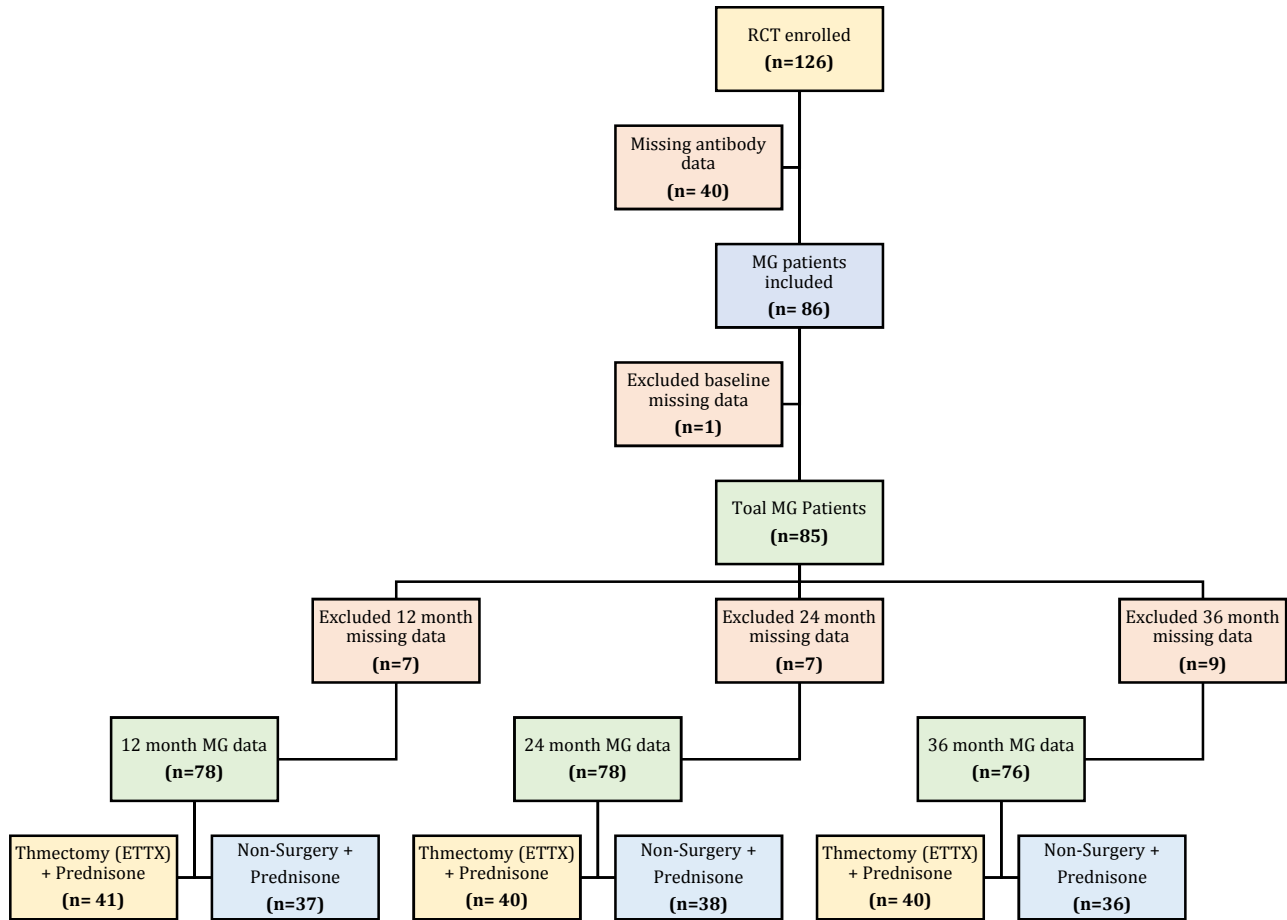 RCT enrolled
(n=126)
Missing antibody
data
(n= 40)
MG patients
included
(n= 86)
Excluded baseline
missing data
(n=1)
Toal MG Patients
(n=85)
Excluded 12 month
missing data
(n=7)
Excluded 24 month
missing data
(n=7)
Excluded 36 month
missing data
(n=9)
12 month MG data
(n=78)
24 month MG data
(n=78)
36 month MG data
(n=76)
Thmectomy (ETTX)
+ Prednisone
(n= 41)
Non-Surgery +
Prednisone
(n=37)
Thmectomy (ETTX)
+ Prednisone
(n= 40)
Non-Surgery +
Prednisone
(n=38)
Thmectomy (ETTX)
+ Prednisone
(n= 40)
Non-Surgery +
Prednisone
(n=36)